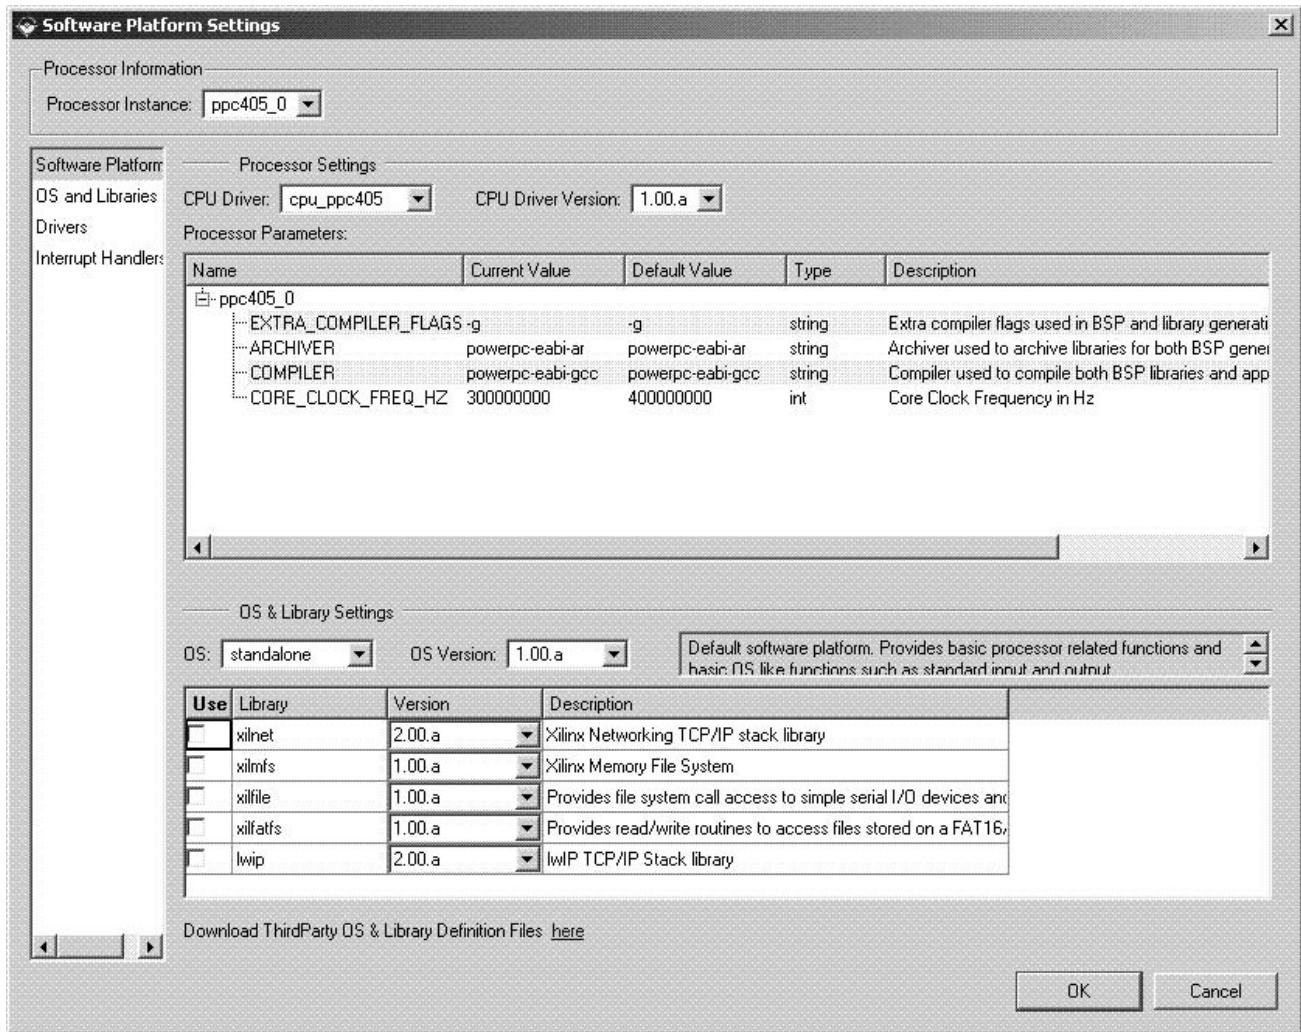 Software Platform Settings
Processor Information
Processor Instance: ppc405_0
Software Platform
OS and Libraries
Drivers
Interrupt Handlers
Processor Settings
CPU Driver: cpu_ppc405 CPU Driver Version: 1.00.a
Processor Parameters:
Name Current Value Default Value Type Description
ppc405_0
EXTRA_COMPILER_FLAGS -g -g string Extra compiler flags used in BSP and library generati
ARCHIVER powerpc-eabi-ar powerpc-eabi-ar string Archiver used to archive libraries for both BSP gener
COMPILER powerpc-eabi-gcc powerpc-eabi-gcc string Compiler used to compile both BSP libraries and app
CORE_CLOCK_FREQ_HZ 300000000 400000000 int Core Clock Frequency in Hz
OS & Library Settings
OS: standalone OS Version: 1.00.a
Default software platform. Provides basic processor related functions and
basic OS like functions such as standard input and output
Use Library Version Description
xilnet 2.00.a Xilinx Networking TCP/IP stack library
xilmfs 1.00.a Xilinx Memory File System
xilfile 1.00.a Provides file system call access to simple serial I/O devices and
xilfatfs 1.00.a Provides read/write routines to access files stored on a FAT16/
lwip 2.00.a lwIP TCP/IP Stack library
Download ThirdParty OS & Library Definition Files here
OK Cancel